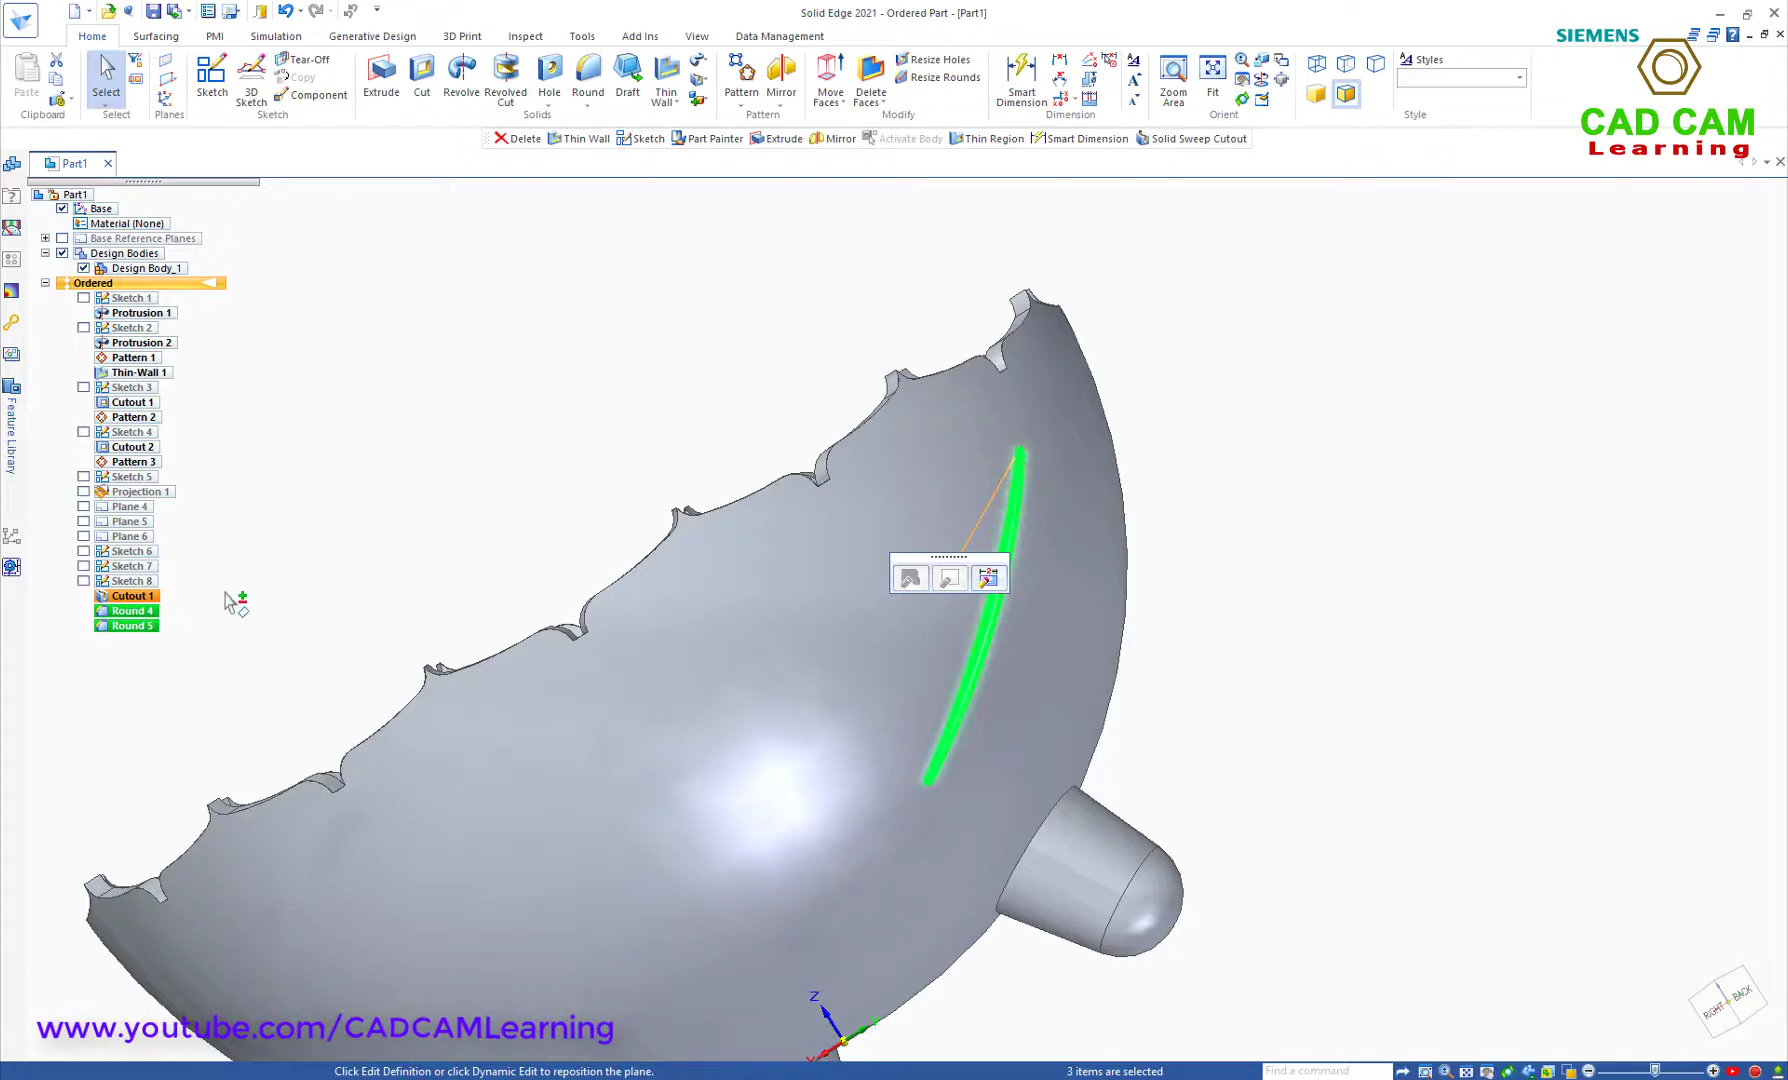 Solid Edge 2021 - Ordered Part - [Part1]
Home Surfacing PMI Simulation Generative Design 3D Print Inspect Tools Add Ins View Data Management
SIEMENS
Paste
Clipboard
Select
Select
Planes
Sketch
3D Sketch
Tear-Off
Copy
Component
Sketch
Extrude
Cut
Revolve
Revolved Cut
Hole
Round
Draft
Thin Wall
Solids
Pattern
Mirror
Pattern
Move Faces
Delete Faces
Resize Holes
Resize Rounds
Modify
Smart Dimension
Dimension
Zoom Area
Fit
Orient
Styles
Style
CAD CAM
Learning
Delete Thin Wall Sketch Part Painter Extrude Mirror Activate Body Thin Region Smart Dimension Solid Sweep Cutout
Part1
Feature Library
Part1
Base
Material (None)
Base Reference Planes
Design Bodies
Design Body_1
Ordered
Sketch 1
Protrusion 1
Sketch 2
Protrusion 2
Pattern 1
Thin-Wall 1
Sketch 3
Cutout 1
Pattern 2
Sketch 4
Cutout 2
Pattern 3
Sketch 5
Projection 1
Plane 4
Plane 5
Plane 6
Sketch 6
Sketch 7
Sketch 8
Cutout 1
Round 4
Round 5
Z
RIGHT
BACK
www.youtube.com/CADCAMLearning
Click Edit Definition or click Dynamic Edit to reposition the plane.
3 items are selected
Find a command